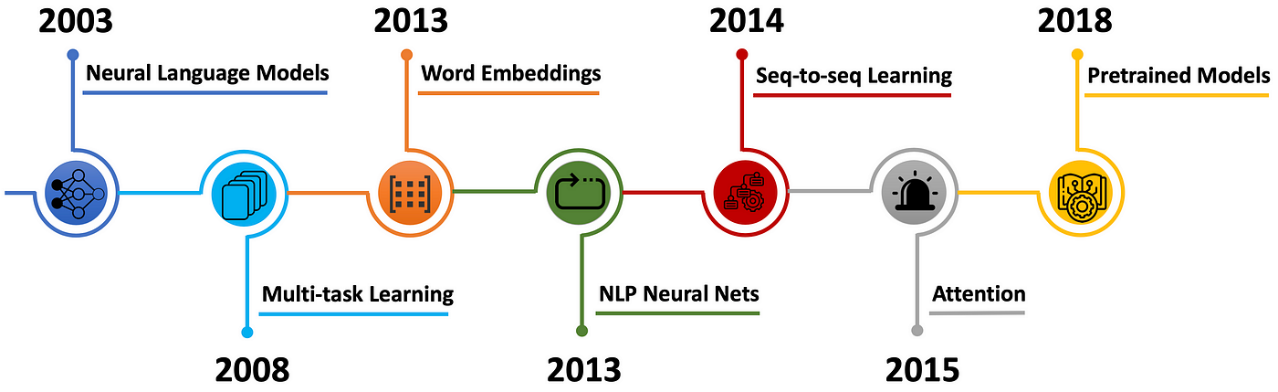 2003
Neural Language Models
Multi-task Learning
2008
2013
Word Embeddings
NLP Neural Nets
2013
2014
Seq-to-seq Learning
Attention
2015
2018
Pretrained Models